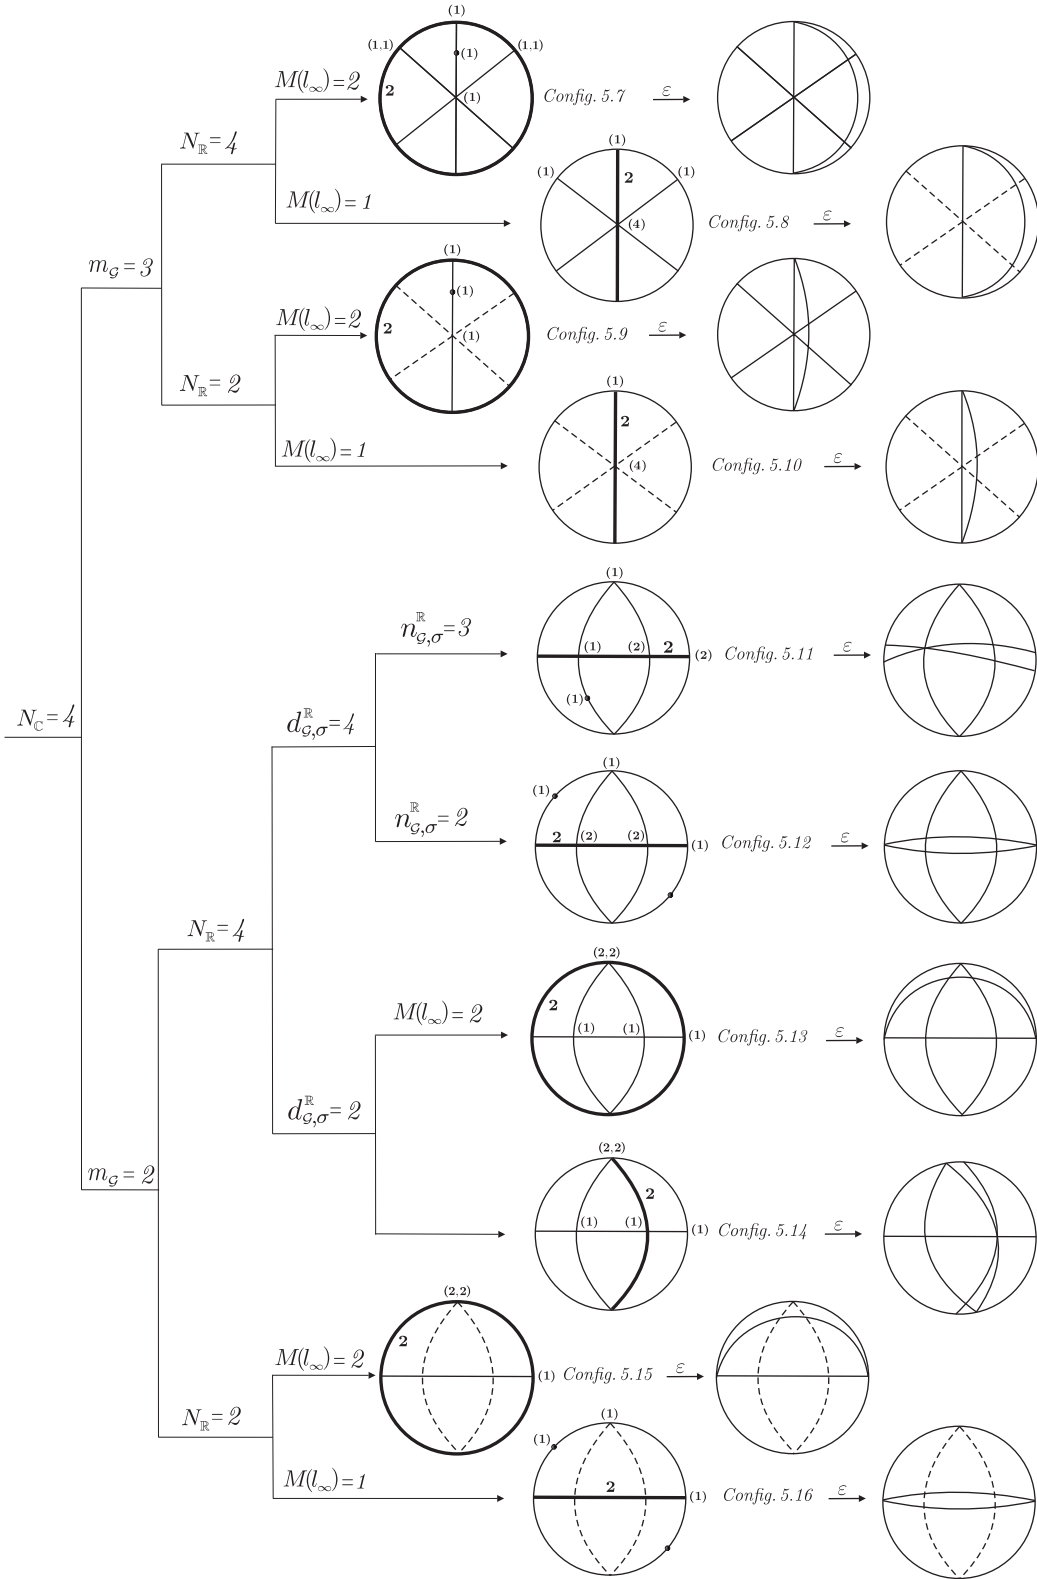 (1)
(1,1) (1) (1,1)
M(l∞)=2 2 (1) Config. 5.7 ε
N_ℝ=4
(1)
(1) 2 (1)
M(l∞)=1 (4) Config. 5.8 ε
m_𝒢=3
(1)
(1)
M(l∞)=2 2 (1) Config. 5.9 ε
N_ℝ=2
(1)
2
M(l∞)=1 (4) Config. 5.10 ε
(1)
n^ℝ_{𝒢,σ}=3 (1) (2) 2 (2) Config. 5.11 ε
(1)
N_ℂ=4
d^ℝ_{𝒢,σ}=4
(1)
(1)
n^ℝ_{𝒢,σ}=2 2 (2) (2) (1) Config. 5.12 ε
N_ℝ=4
(2,2)
M(l∞)=2 2
(1) (1) (1) Config. 5.13 ε
d^ℝ_{𝒢,σ}=2
(2,2)
m_𝒢=2 2
(1) (1) (1) Config. 5.14 ε
(2,2)
M(l∞)=2 2
(1) Config. 5.15 ε
N_ℝ=2
(1)
(1)
M(l∞)=1 2 (1) Config. 5.16 ε